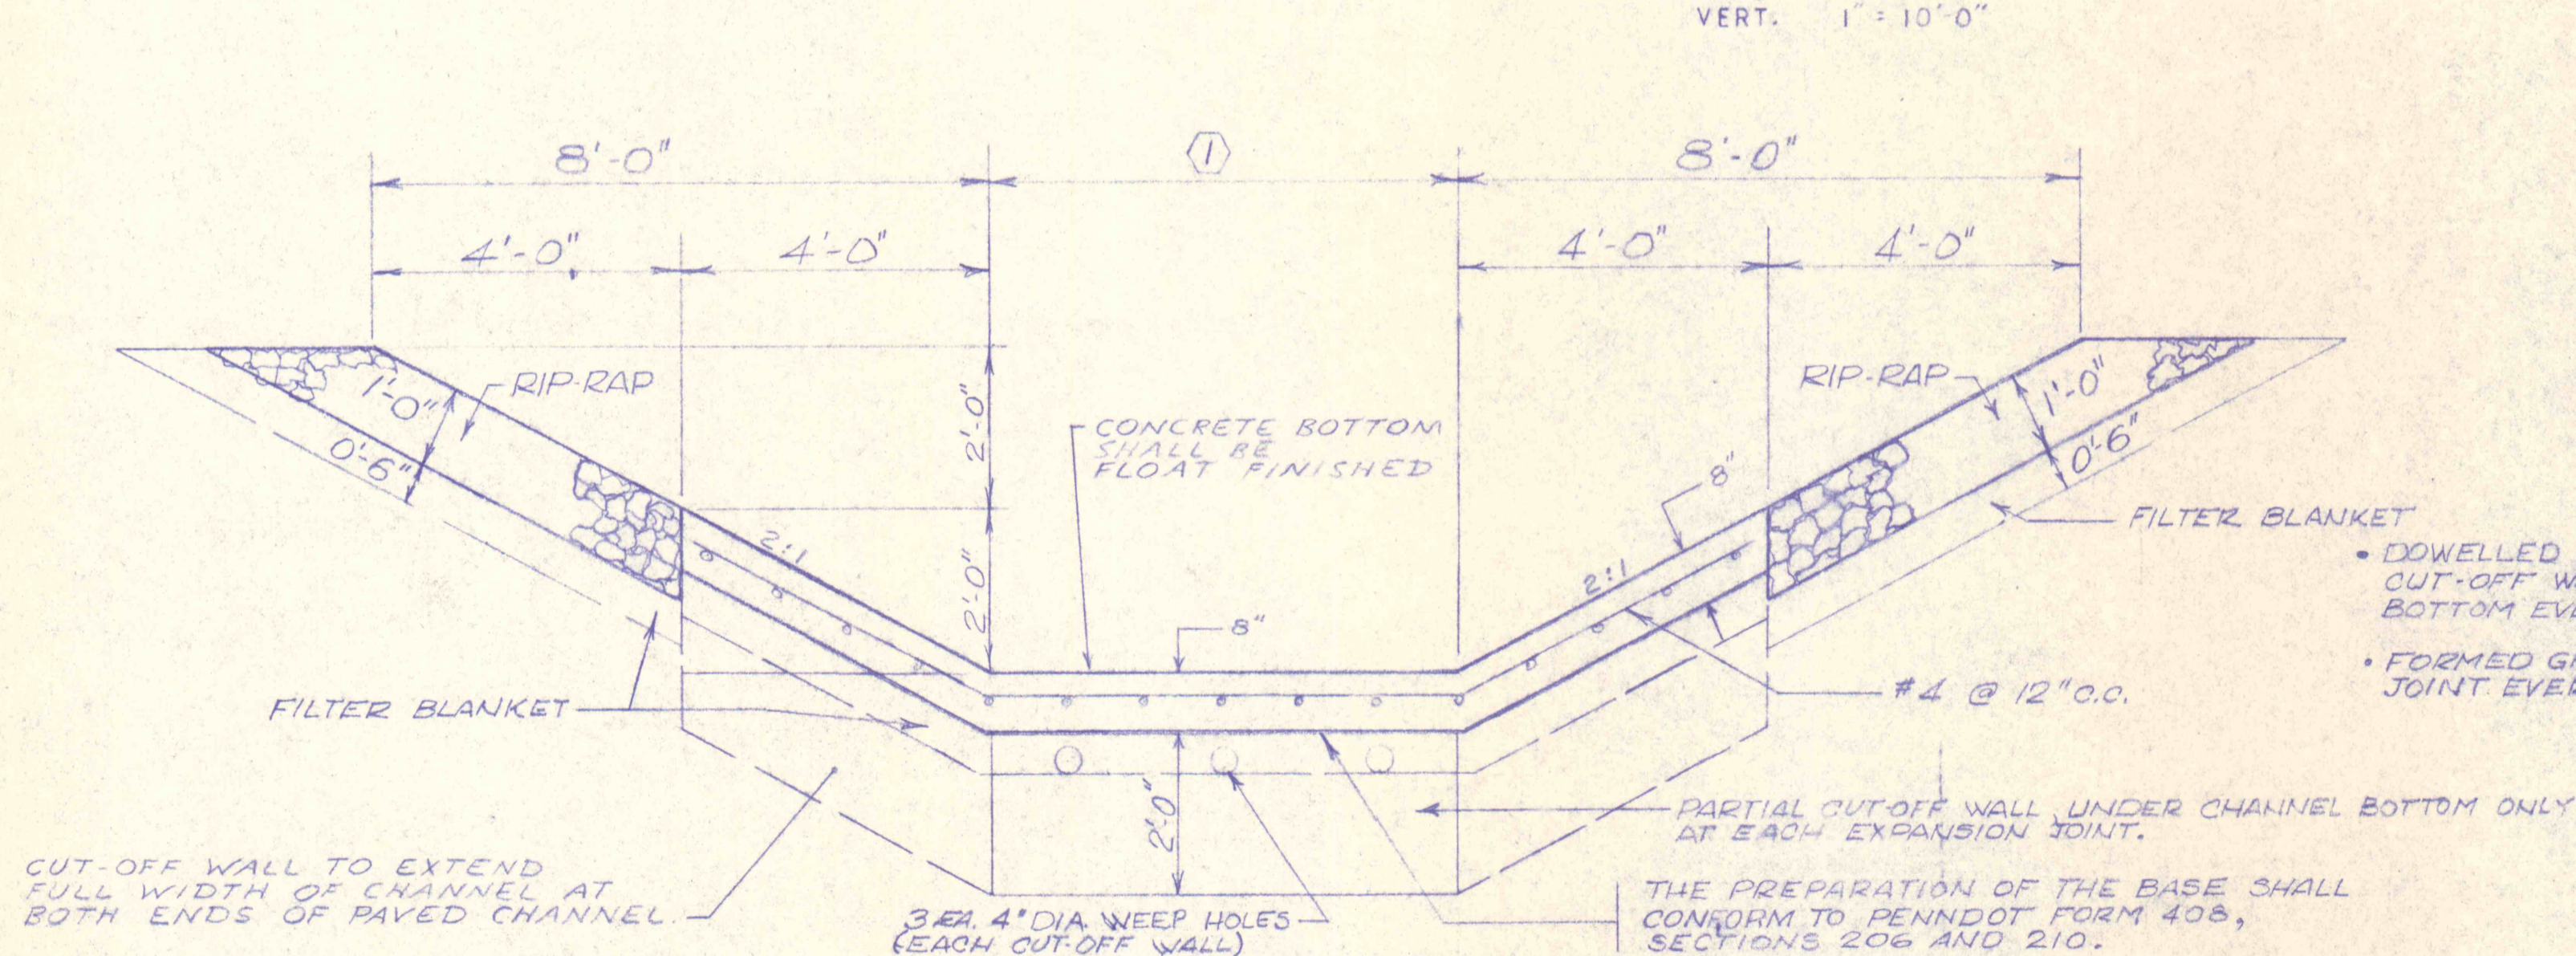 VERT. 1" = 10'-0"
8'-0"
1
8'-0"
4'-0"
4'-0"
4'-0"
4'-0"
RIP-RAP
1'-0"
0'-6"
2'-0"
CONCRETE BOTTOM
SHALL BE
FLOAT FINISHED
RIP-RAP
1'-0"
0'-6"
8"
FILTER BLANKET
2:1
2'-0"
2:1
• DOWELLED
CUT-OFF
BOTTOM
8"
• FORMED
JOINT
FILTER BLANKET
#4 @ 12" C.C.
2'-0"
PARTIAL CUT-OFF WALL UNDER CHANNEL BOTTOM ONLY
AT EACH EXPANSION JOINT.
CUT-OFF WALL TO EXTEND
FULL WIDTH OF CHANNEL AT
BOTH ENDS OF PAVED CHANNEL.
3 EA. 4" DIA. WEEP HOLES
(EACH CUT-OFF WALL)
THE PREPARATION OF THE BASE SHALL
CONFORM TO PENNDOT FORM 408,
SECTIONS 206 AND 210.